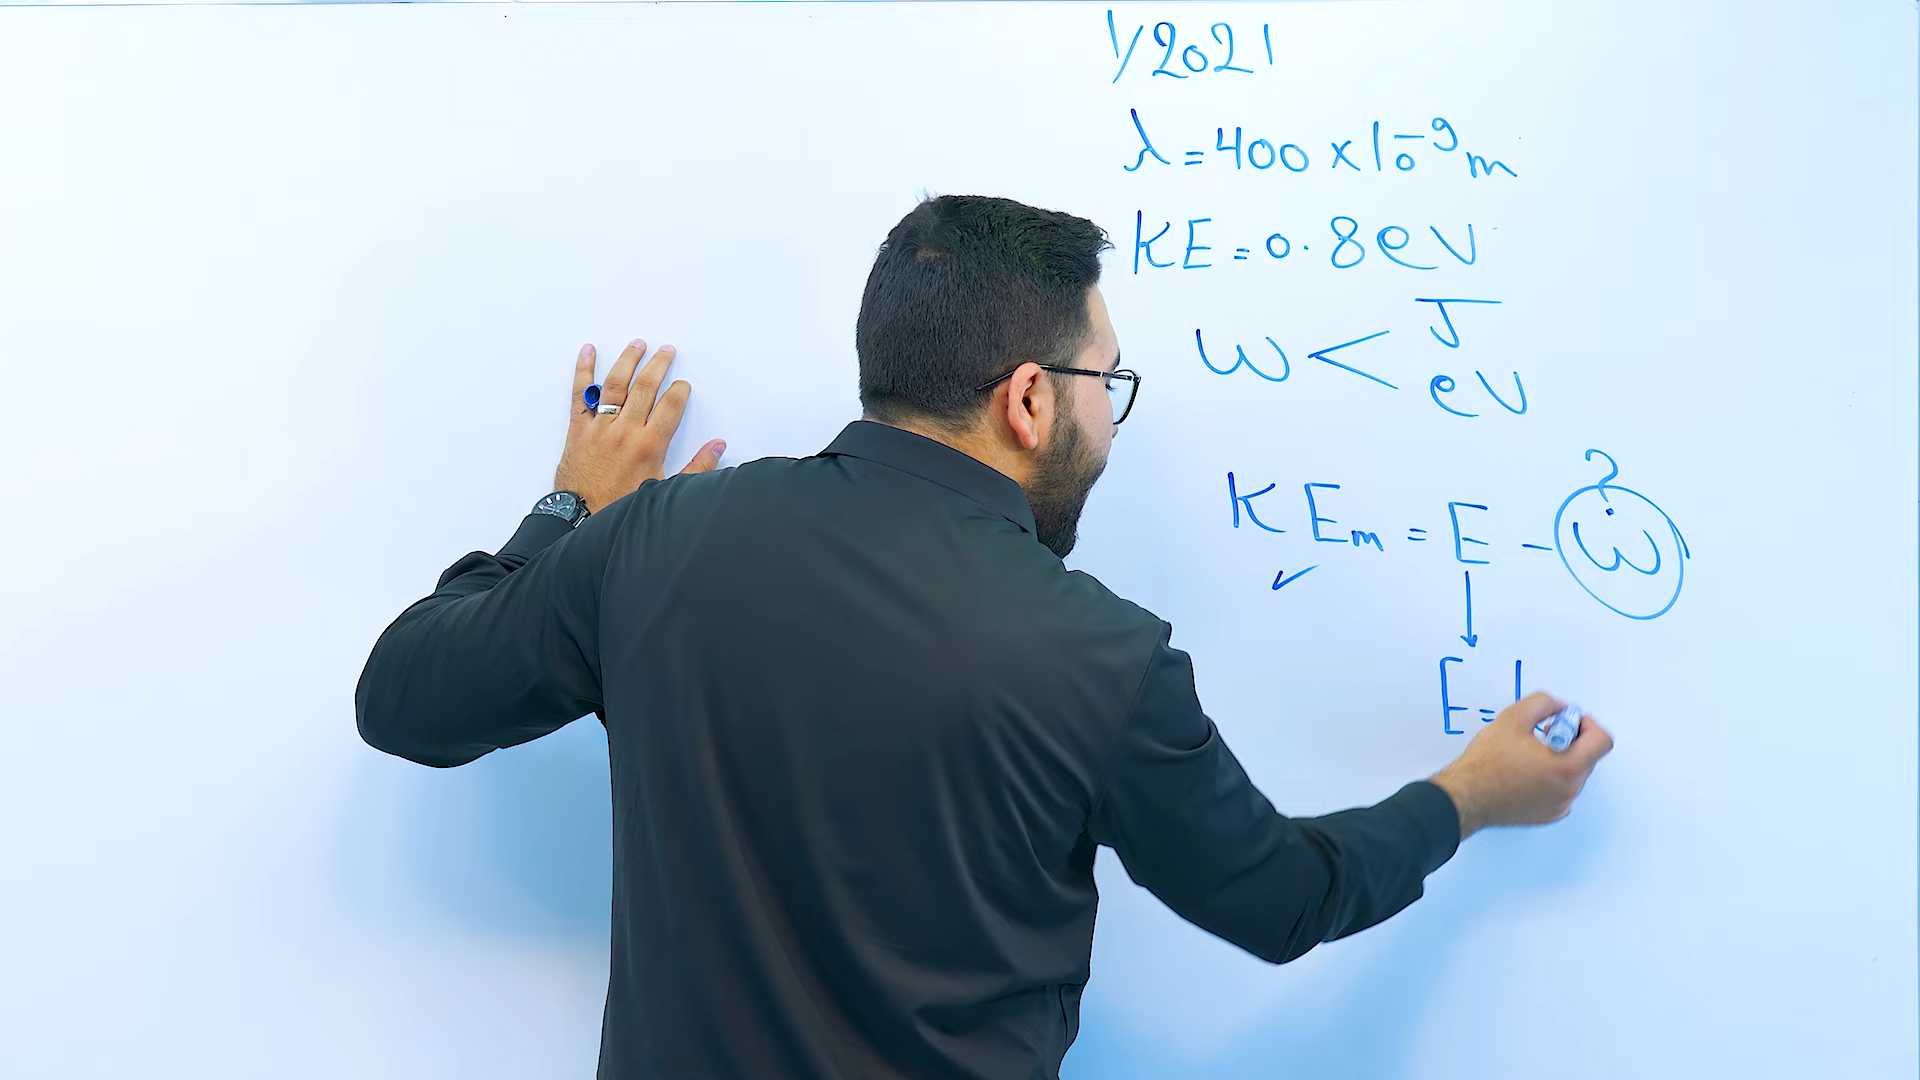 1/2021
λ = 400 × 10⁻⁹ m
KE = 0.8 eV
W < J
eV
?
KEm = E - W
✓
↓
E =